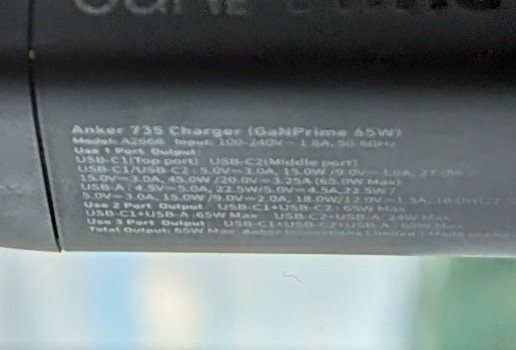 Anker 735 Charger (GaNPrime 65W)
Model: A2668 Input: 100-240V~ 1.8A, 50-60Hz
Use 1 Port Output
USB-C1(Top port) USB-C2(Middle port)
USB-C1/USB-C2: 5.0V⎓3.0A, 15.0W /9.0V⎓
15.0V⎓3.0A, 45.0W /20.0V⎓3.25A (65.0W Max)
USB-A: 4.5V⎓5.0A, 22.5W/5.0V⎓4.5A, 22.5W
5.0V⎓3.0A, 15.0W /9.0V⎓2.0A, 18.0W/12.0V⎓1.5A, 18.0W
Use 2 Port Output: USB-C1+USB-C2: 65W Max
USB-C1+USB-A: 65W Max USB-C2+USB-A: 24W Max
Use 3 Port Output: USB-C1+USB-C2+USB-A: 65W Max
Total Output: 65W Max Anker Innovations Limited